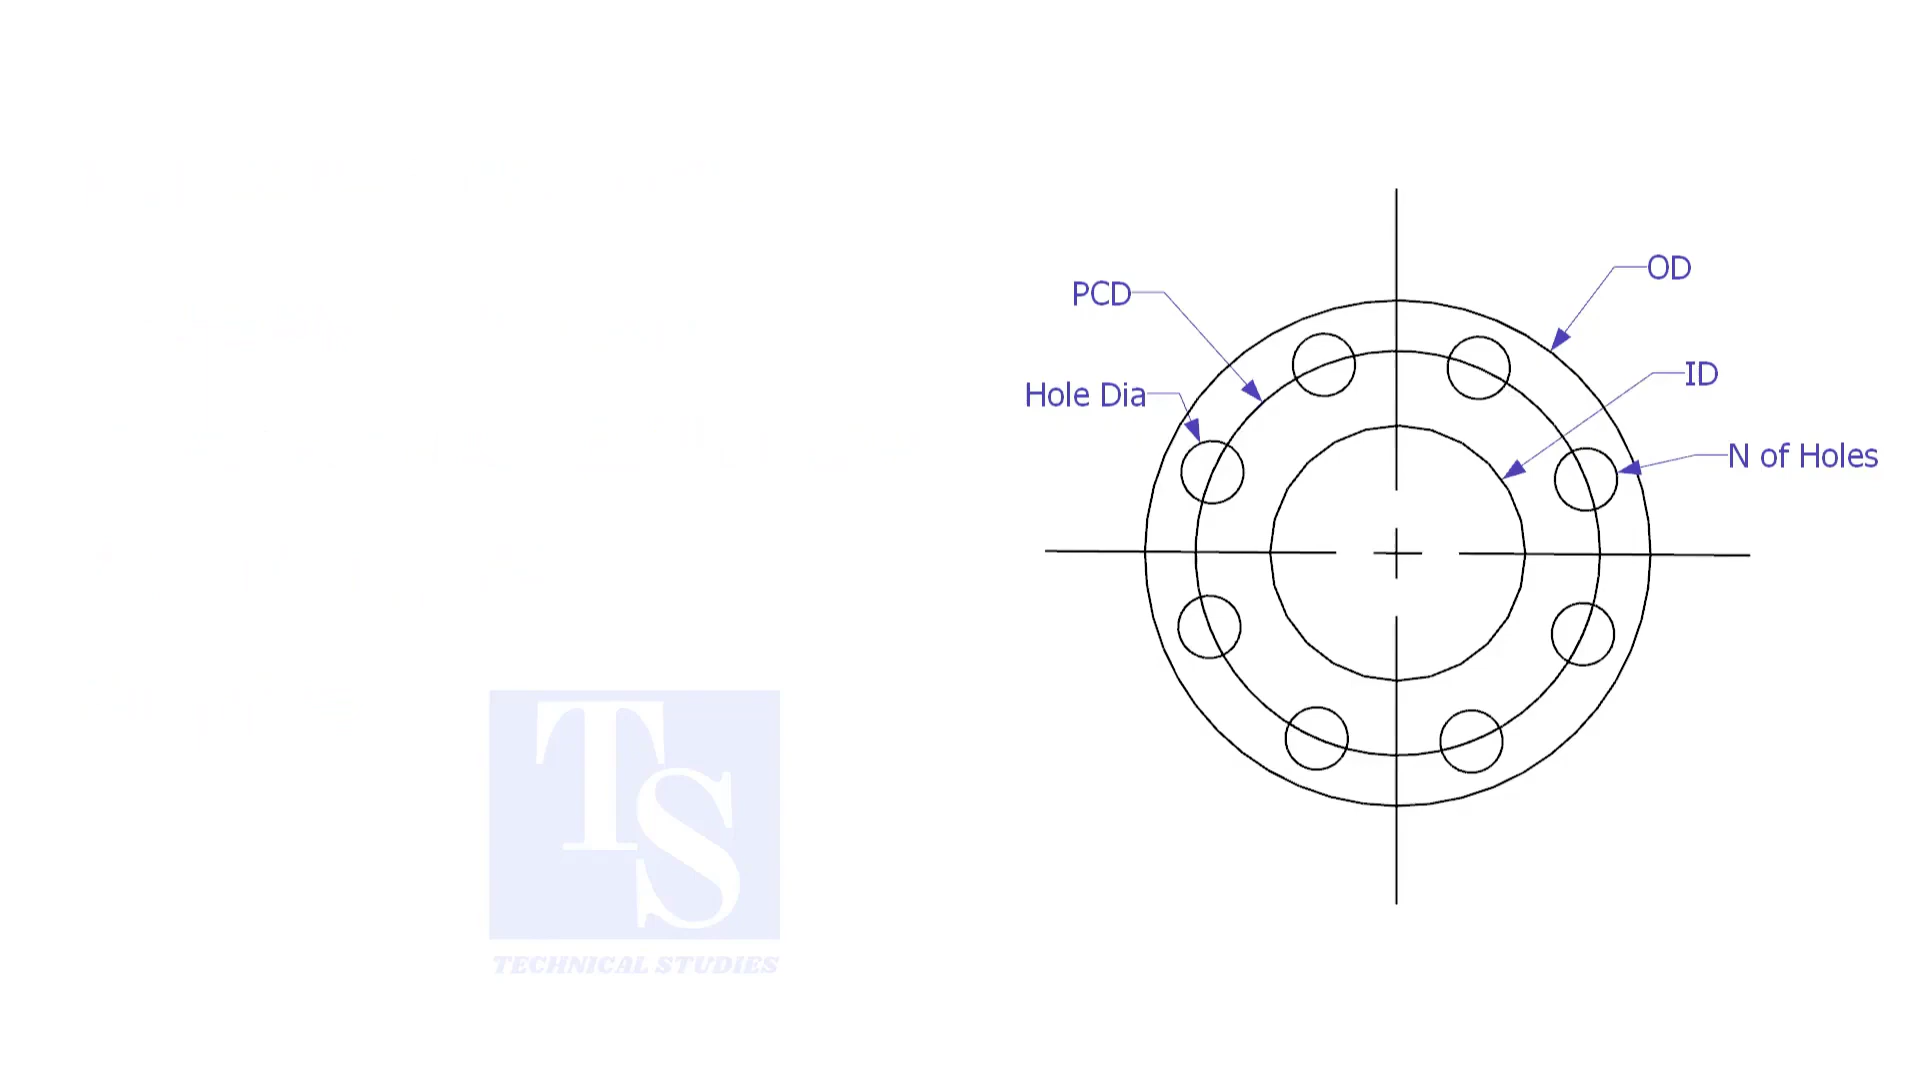 OD
PCD
ID
Hole Dia
N of Holes
TS
TECHNICAL STUDIES